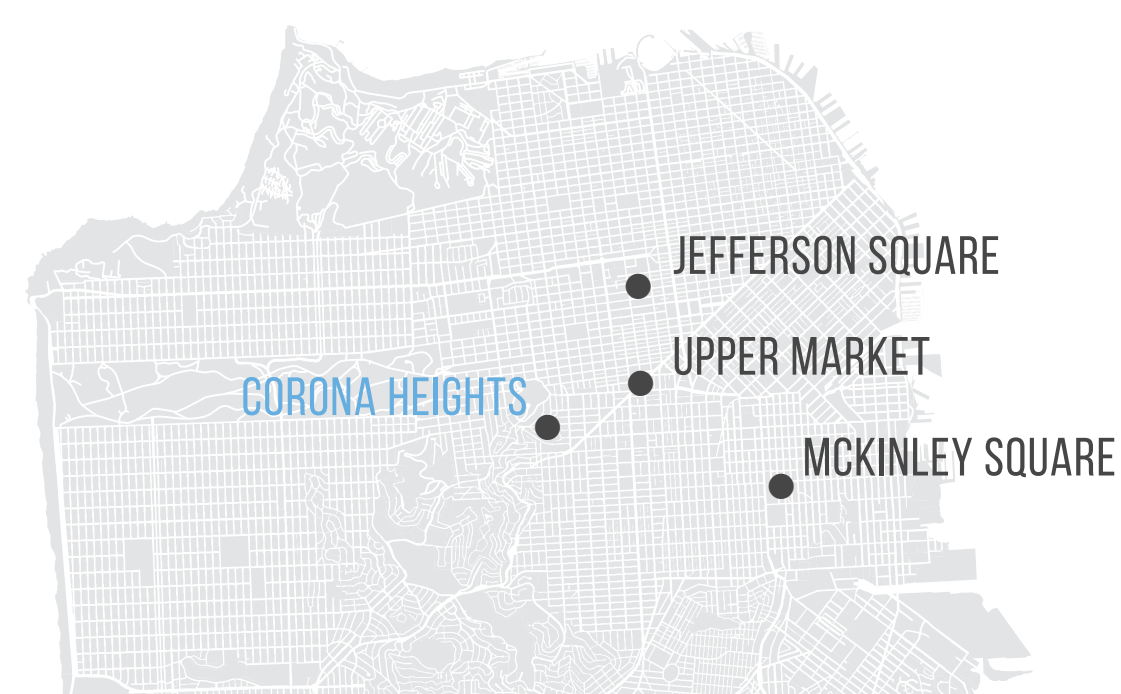 JEFFERSON SQUARE
UPPER MARKET
CORONA HEIGHTS
MCKINLEY SQUARE